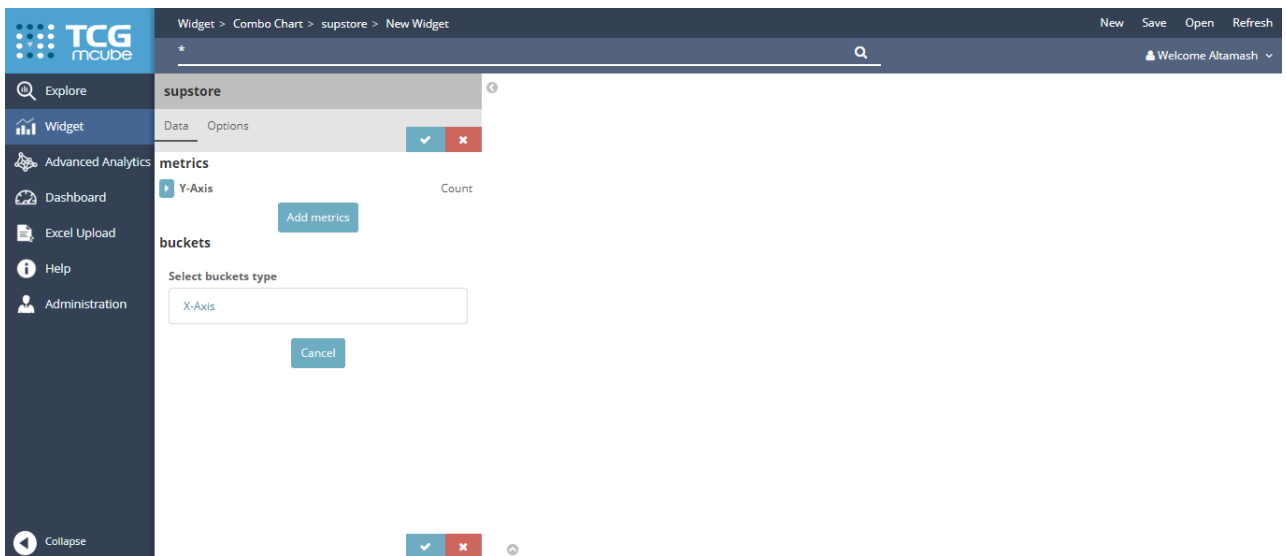 TCG
mcube
Widget > Combo Chart > supstore > New Widget
New Save Open Refresh
*
Welcome Altamash
Explore
Widget
Advanced Analytics
Dashboard
Excel Upload
Help
Administration
Collapse
supstore
Data Options
metrics
Y-Axis Count
Add metrics
buckets
Select buckets type
X-Axis
Cancel